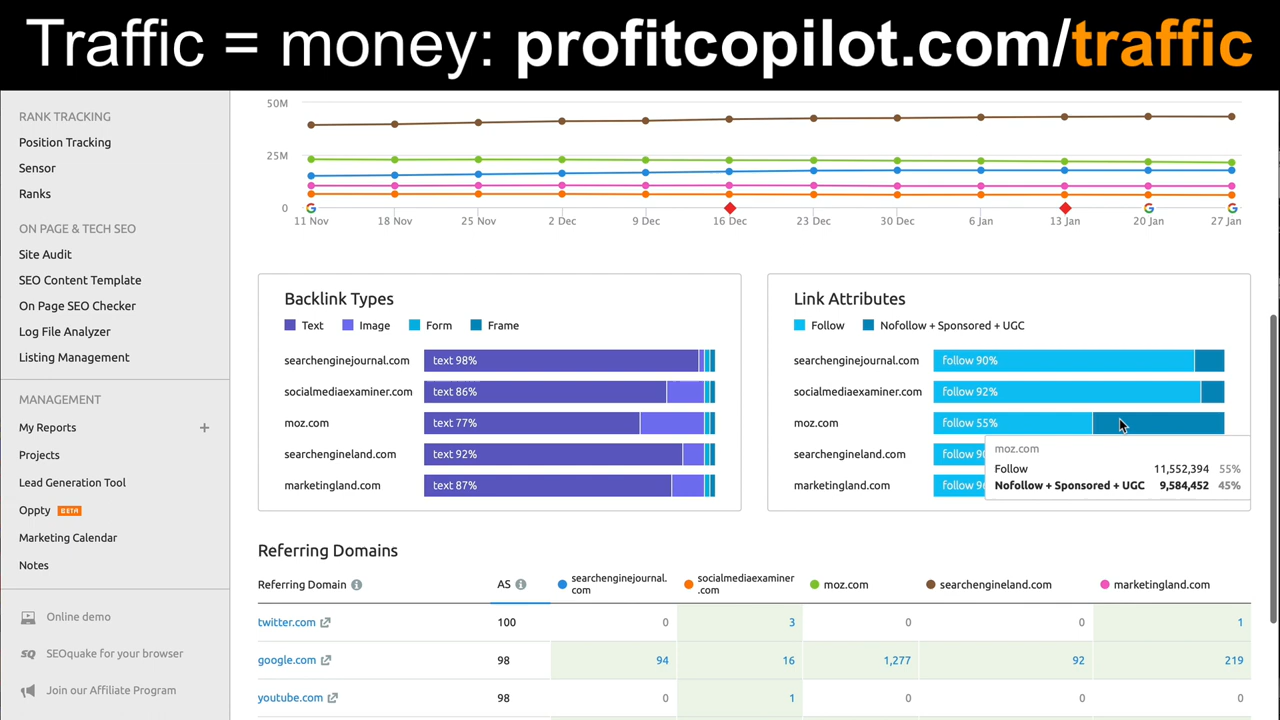 Traffic = money: profitcopilot.com/traffic
RANK TRACKING
Position Tracking
Sensor
Ranks
ON PAGE & TECH SEO
Site Audit
SEO Content Template
On Page SEO Checker
Log File Analyzer
Listing Management
MANAGEMENT
My Reports +
Projects
Lead Generation Tool
Oppty BETA
Marketing Calendar
Notes
Online demo
SEOquake for your browser
Join our Affiliate Program
50M
25M
0
11 Nov 18 Nov 25 Nov 2 Dec 9 Dec 16 Dec 23 Dec 30 Dec 6 Jan 13 Jan 20 Jan 27 Jan
Backlink Types
Text Image Form Frame
searchenginejournal.com text 98%
socialmediaexaminer.com text 86%
moz.com text 77%
searchengineland.com text 92%
marketingland.com text 87%
Link Attributes
Follow Nofollow + Sponsored + UGC
searchenginejournal.com follow 90%
socialmediaexaminer.com follow 92%
moz.com follow 55%
searchengineland.com follow
marketingland.com follow
moz.com
Follow 11,552,394 55%
Nofollow + Sponsored + UGC 9,584,452 45%
Referring Domains
Referring Domain AS searchenginejournal.com socialmediaexaminer.com moz.com searchengineland.com marketingland.com
twitter.com 100 0 3 0 0 1
google.com 98 94 16 1,277 92 219
youtube.com 98 0 1 0 0 0